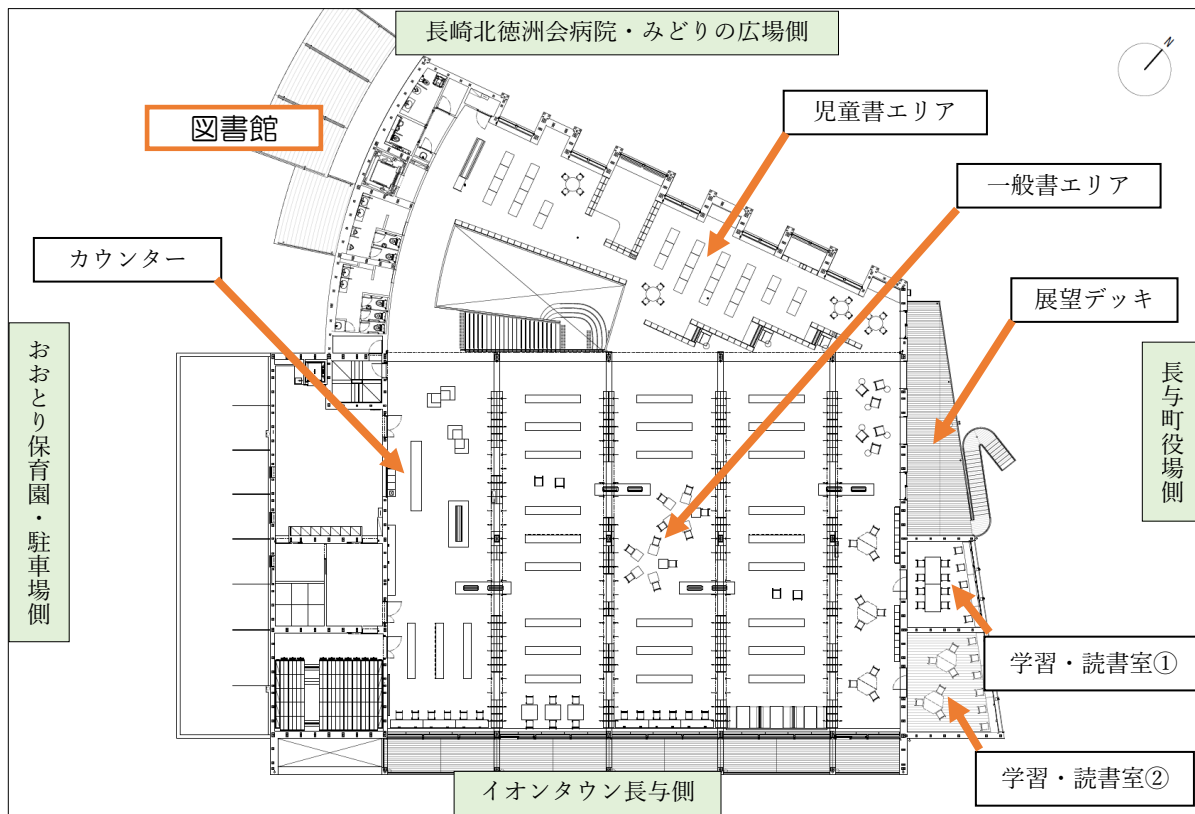 長崎北徳洲会病院・みどりの広場側
N
図書館
児童書エリア
一般書エリア
カウンター
展望デッキ
おおとり保育園・駐車場側
長与町役場側
学習・読書室①
学習・読書室②
イオンタウン長与側